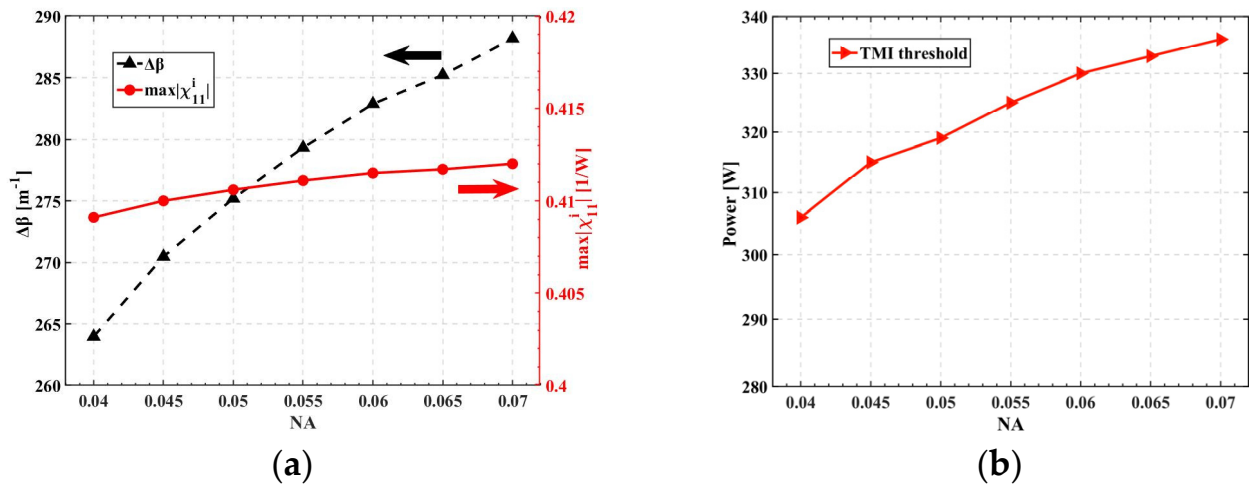 290
285
280
275
270
265
260
Δβ [m⁻¹]
Δβ
max|χⁱ₁₁|
0.42
0.415
0.41
0.405
0.4
max|χⁱ₁₁| [1/W]
0.04 0.045 0.05 0.055 0.06 0.065 0.07
NA
(a)
340
330
320
310
300
290
280
Power [W]
TMI threshold
0.04 0.045 0.05 0.055 0.06 0.065 0.07
NA
(b)